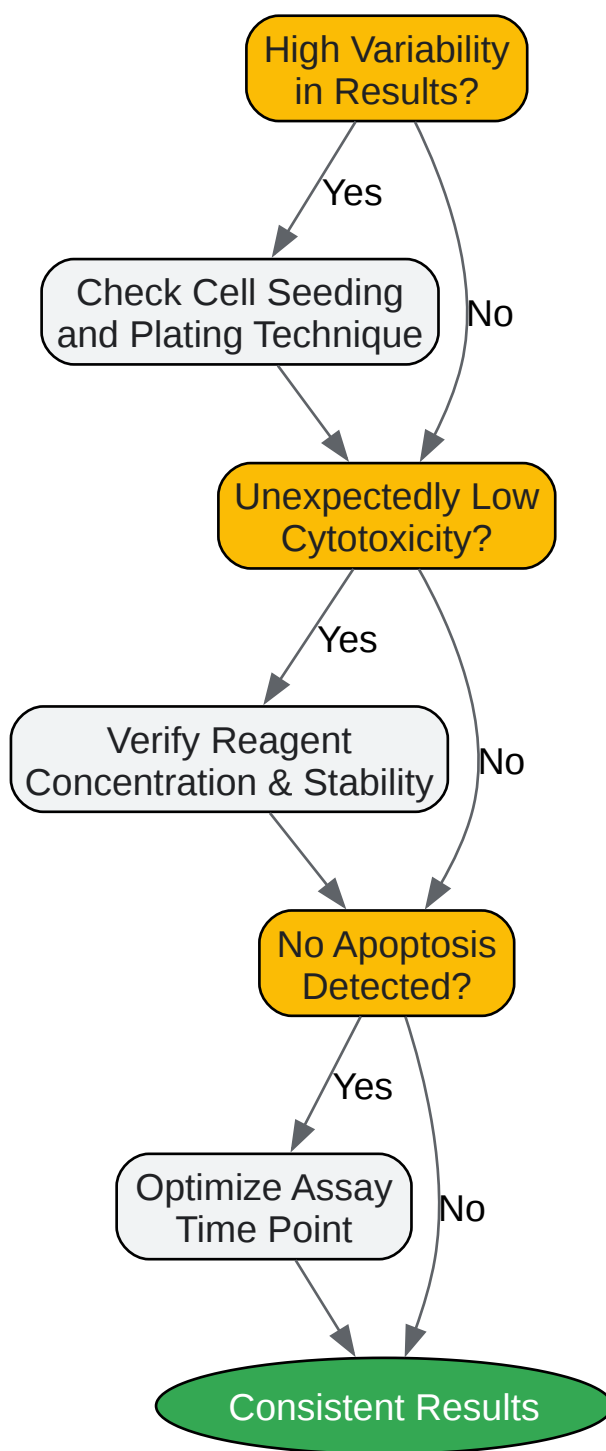 High Variability
in Results?
Yes
Check Cell Seeding
and Plating Technique
No
Unexpectedly Low
Cytotoxicity?
Yes
Verify Reagent
Concentration & Stability
No
No Apoptosis
Detected?
Yes
Optimize Assay
Time Point
No
Consistent Results